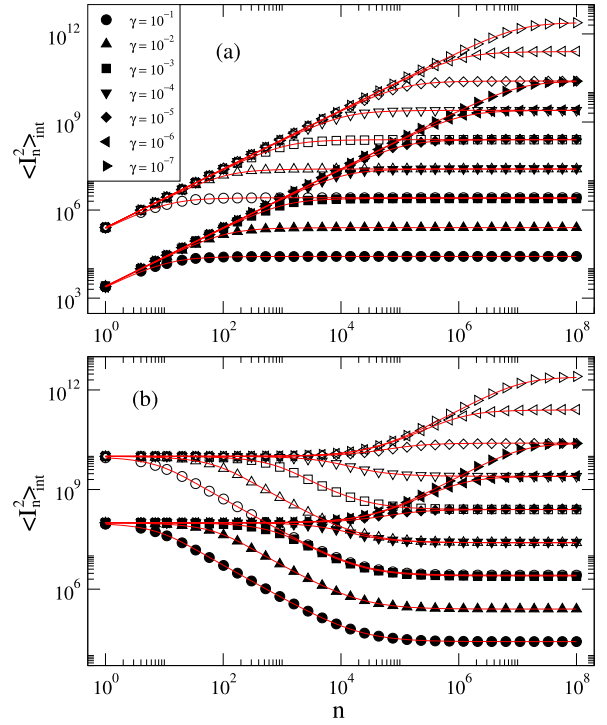 10^12
10^9
10^6
10^3
<I_n^2>_int
(a)
γ = 10^-1
γ = 10^-2
γ = 10^-3
γ = 10^-4
γ = 10^-5
γ = 10^-6
γ = 10^-7
10^0 10^2 10^4 10^6 10^8
10^12
10^9
10^6
<I_n^2>_int
(b)
10^0 10^2 10^4 10^6 10^8
n